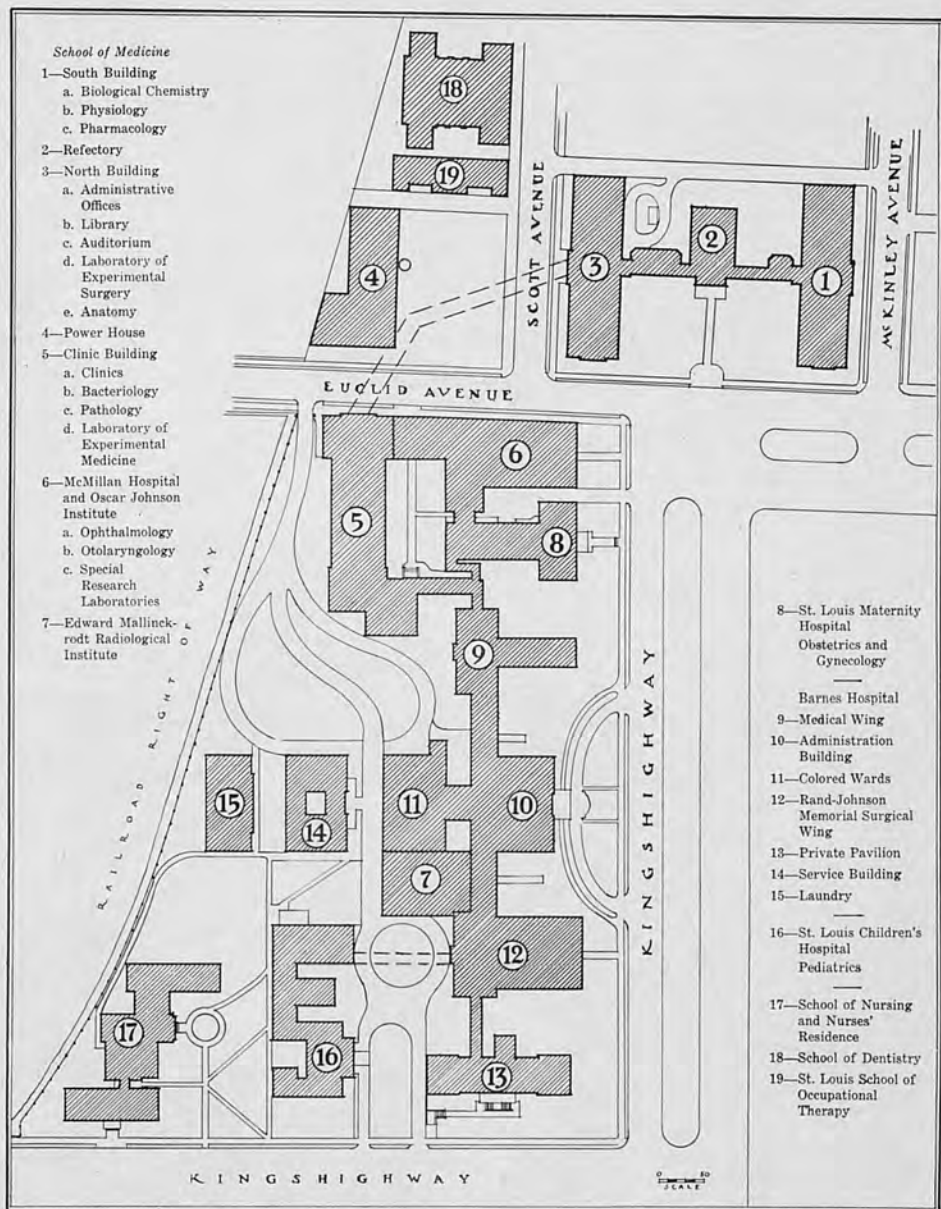 School of Medicine
1—South Building
a. Biological Chemistry
b. Physiology
c. Pharmacology
2—Refectory
3—North Building
a. Administrative
Offices
b. Library
c. Auditorium
d. Laboratory of
Experimental
Surgery
e. Anatomy
4—Power House
5—Clinic Building
a. Clinics
b. Bacteriology
c. Pathology
d. Laboratory of
Experimental
Medicine
6—McMillan Hospital
and Oscar Johnson
Institute
a. Ophthalmology
b. Otolaryngology
c. Special
Research
Laboratories
7—Edward Mallinck-
rodt Radiological
Institute
18
19
4
3
2
1
SCOTT AVENUE
McKINLEY AVENUE
EUCLID AVENUE
6
5
8
9
KINGSHIGHWAY
RAILROAD RIGHT OF WAY
15
14
11
10
7
12
17
16
13
KINGSHIGHWAY
0 50
SCALE
8—St. Louis Maternity
Hospital
Obstetrics and
Gynecology
Barnes Hospital
9—Medical Wing
10—Administration
Building
11—Colored Wards
12—Rand-Johnson
Memorial Surgical
Wing
13—Private Pavilion
14—Service Building
15—Laundry
16—St. Louis Children's
Hospital
Pediatrics
17—School of Nursing
and Nurses'
Residence
18—School of Dentistry
19—St. Louis School of
Occupational
Therapy